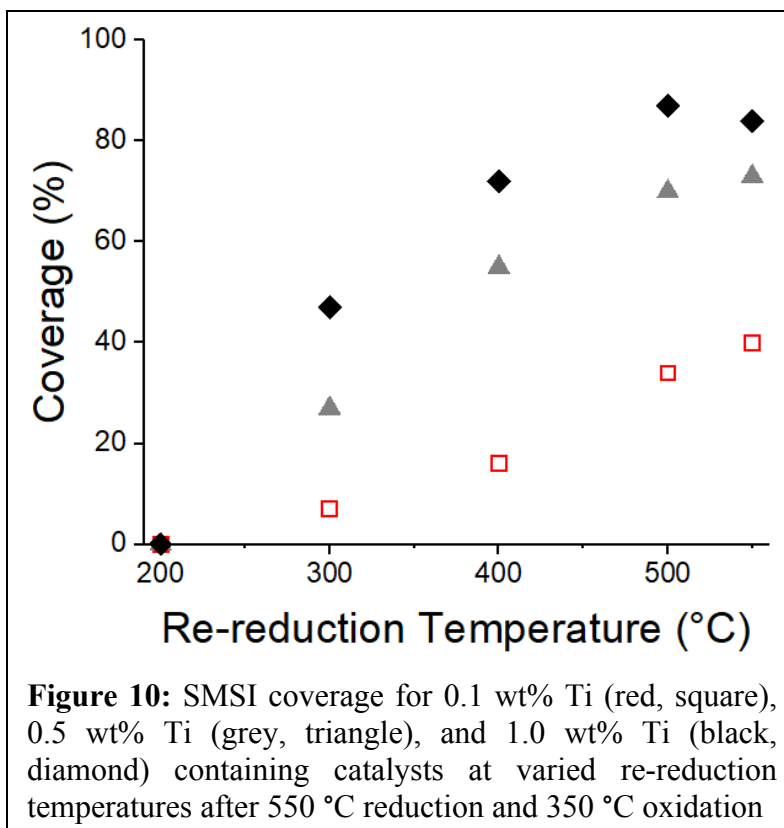 100
80
60
40
20
0
Coverage (%)
200 300 400 500
Re-reduction Temperature (°C)
Figure 10: SMSI coverage for 0.1 wt% Ti (red, square),
0.5 wt% Ti (grey, triangle), and 1.0 wt% Ti (black,
diamond) containing catalysts at varied re-reduction
temperatures after 550 °C reduction and 350 °C oxidation